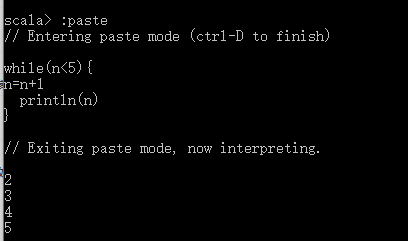 scala> :paste
// Entering paste mode (ctrl-D to finish)
while(n<5){
n=n+1
  println(n)
}
// Exiting paste mode, now interpreting.
2
3
4
5